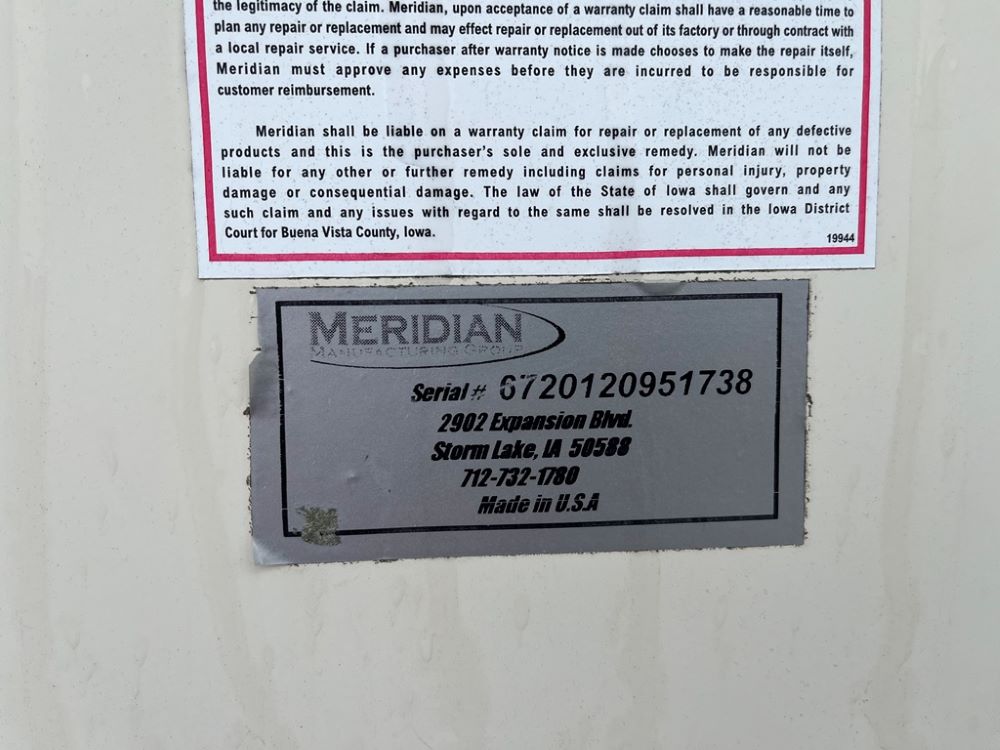 the legitimacy of the claim. Meridian, upon acceptance of a warranty claim shall have a reasonable time to
plan any repair or replacement and may effect repair or replacement out of its factory or through contract with
a local repair service. If a purchaser after warranty notice is made chooses to make the repair itself,
Meridian must approve any expenses before they are incurred to be responsible for
customer reimbursement.
Meridian shall be liable on a warranty claim for repair or replacement of any defective
products and this is the purchaser's sole and exclusive remedy. Meridian will not be
liable for any other or further remedy including claims for personal injury, property
damage or consequential damage. The law of the State of Iowa shall govern and any
such claim and any issues with regard to the same shall be resolved in the Iowa District
Court for Buena Vista County, Iowa.
19944
MERIDIAN
MANUFACTURING GROUP
Serial# 6720120951738
2902 Expansion Blvd.
Storm Lake, IA 50588
712-732-1780
Made in U.S.A